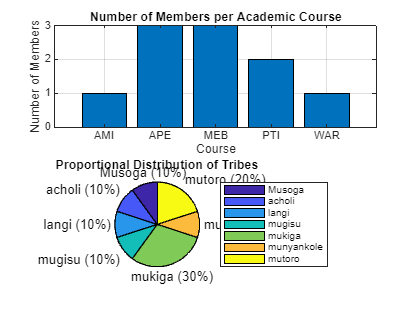 Number of Members per Academic Course
3
2
1
0
Number of Members
AMI APE MEB PTI WAR
Course
Proportional Distribution of Tribes
Musoga (10%)
mutoro (20%)
acholi (10%)
langi (10%)
mugisu (10%)
mukiga (30%)
Musoga
acholi
langi
mugisu
mukiga
munyankole
mutoro